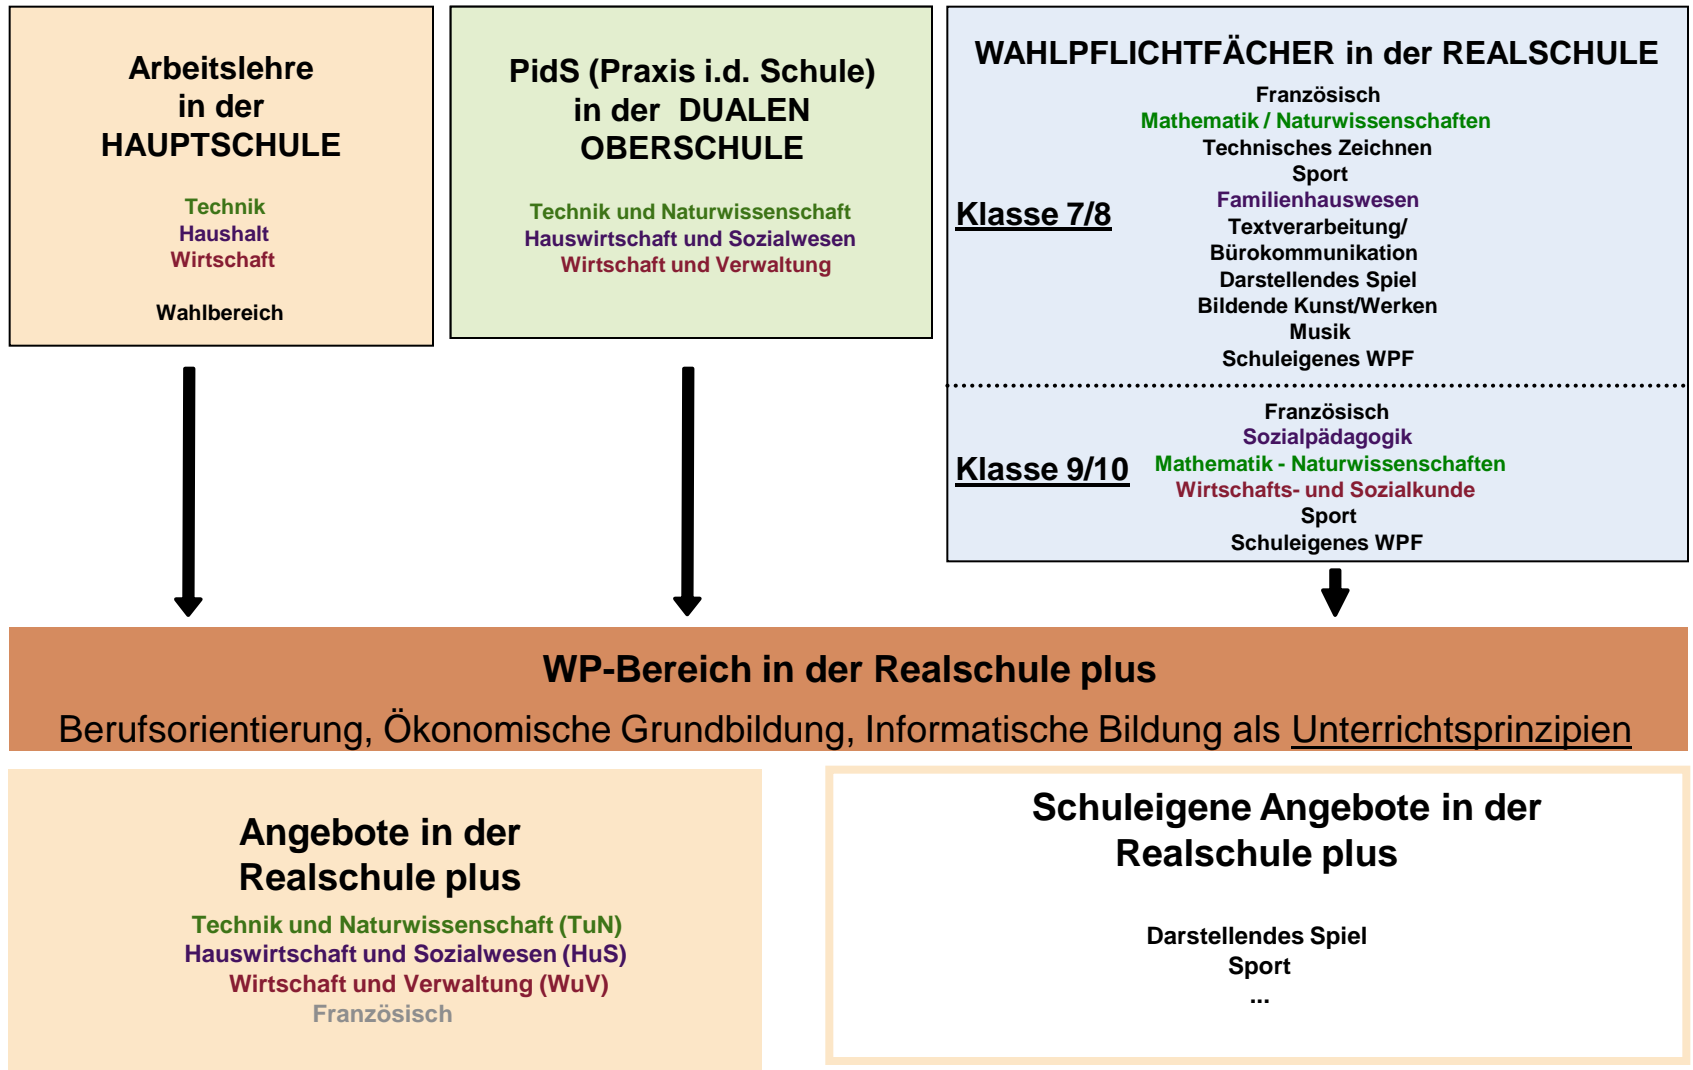 Arbeitslehre
in der
HAUPTSCHULE
Technik
Haushalt
Wirtschaft
Wahlbereich
PidS (Praxis i.d. Schule)
in der DUALEN
OBERSCHULE
Technik und Naturwissenschaft
Hauswirtschaft und Sozialwesen
Wirtschaft und Verwaltung
WAHLPFLICHTFÄCHER in der REALSCHULE
Klasse 7/8
Französisch
Mathematik / Naturwissenschaften
Technisches Zeichnen
Sport
Familienhauswesen
Textverarbeitung/
Bürokommunikation
Darstellendes Spiel
Bildende Kunst/Werken
Musik
Schuleigenes WPF
Klasse 9/10
Französisch
Sozialpädagogik
Mathematik - Naturwissenschaften
Wirtschafts- und Sozialkunde
Sport
Schuleigenes WPF
WP-Bereich in der Realschule plus
Berufsorientierung, Ökonomische Grundbildung, Informatische Bildung als Unterrichtsprinzipien
Angebote in der
Realschule plus
Technik und Naturwissenschaft (TuN)
Hauswirtschaft und Sozialwesen (HuS)
Wirtschaft und Verwaltung (WuV)
Französisch
Schuleigene Angebote in der
Realschule plus
Darstellendes Spiel
Sport
...